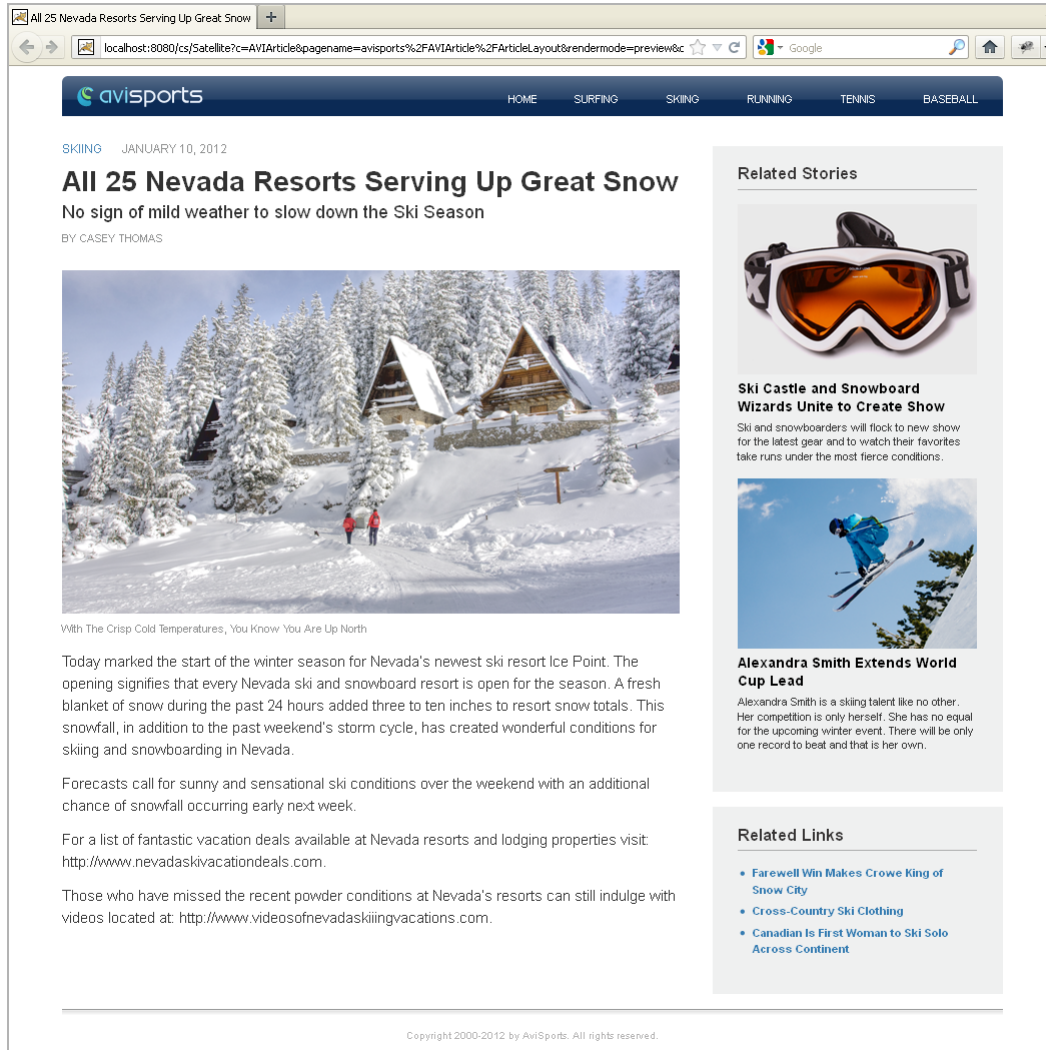 All 25 Nevada Resorts Serving Up Great Snow
localhost:8080/cs/Satellite?c=AVIArticle&pagename=avisports%2FAVIArticle%2FArticleLayout&rendermode=preview&c
Google
avisports
HOME SURFING SKIING RUNNING TENNIS BASEBALL
SKIING JANUARY 10, 2012
All 25 Nevada Resorts Serving Up Great Snow
No sign of mild weather to slow down the Ski Season
BY CASEY THOMAS
With The Crisp Cold Temperatures, You Know You Are Up North
Today marked the start of the winter season for Nevada's newest ski resort Ice Point. The
opening signifies that every Nevada ski and snowboard resort is open for the season. A fresh
blanket of snow during the past 24 hours added three to ten inches to resort snow totals. This
snowfall, in addition to the past weekend's storm cycle, has created wonderful conditions for
skiing and snowboarding in Nevada.
Forecasts call for sunny and sensational ski conditions over the weekend with an additional
chance of snowfall occurring early next week.
For a list of fantastic vacation deals available at Nevada resorts and lodging properties visit:
http://www.nevadaskivacationdeals.com.
Those who have missed the recent powder conditions at Nevada's resorts can still indulge with
videos located at: http://www.videosofnevadaskiiingvacations.com.
Related Stories
Ski Castle and Snowboard
Wizards Unite to Create Show
Ski and snowboarders will flock to new show
for the latest gear and to watch their favorites
take runs under the most fierce conditions.
Alexandra Smith Extends World
Cup Lead
Alexandra Smith is a skiing talent like no other.
Her competition is only herself. She has no equal
for the upcoming winter event. There will be only
one record to beat and that is her own.
Related Links
• Farewell Win Makes Crowe King of
Snow City
• Cross-Country Ski Clothing
• Canadian Is First Woman to Ski Solo
Across Continent
Copyright 2000-2012 by AviSports. All rights reserved.